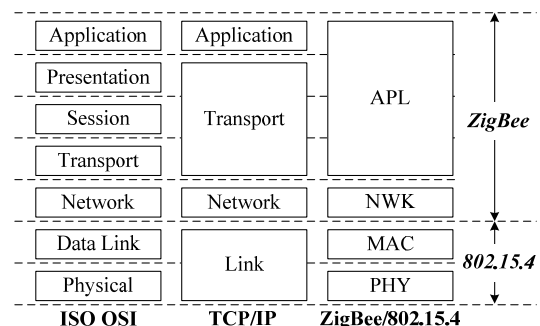 Application
Application
Presentation
APL
ZigBee
Session
Transport
Transport
Network
Network
NWK
Data Link
MAC
Link
802.15.4
Physical
PHY
ISO OSI
TCP/IP
ZigBee/802.15.4